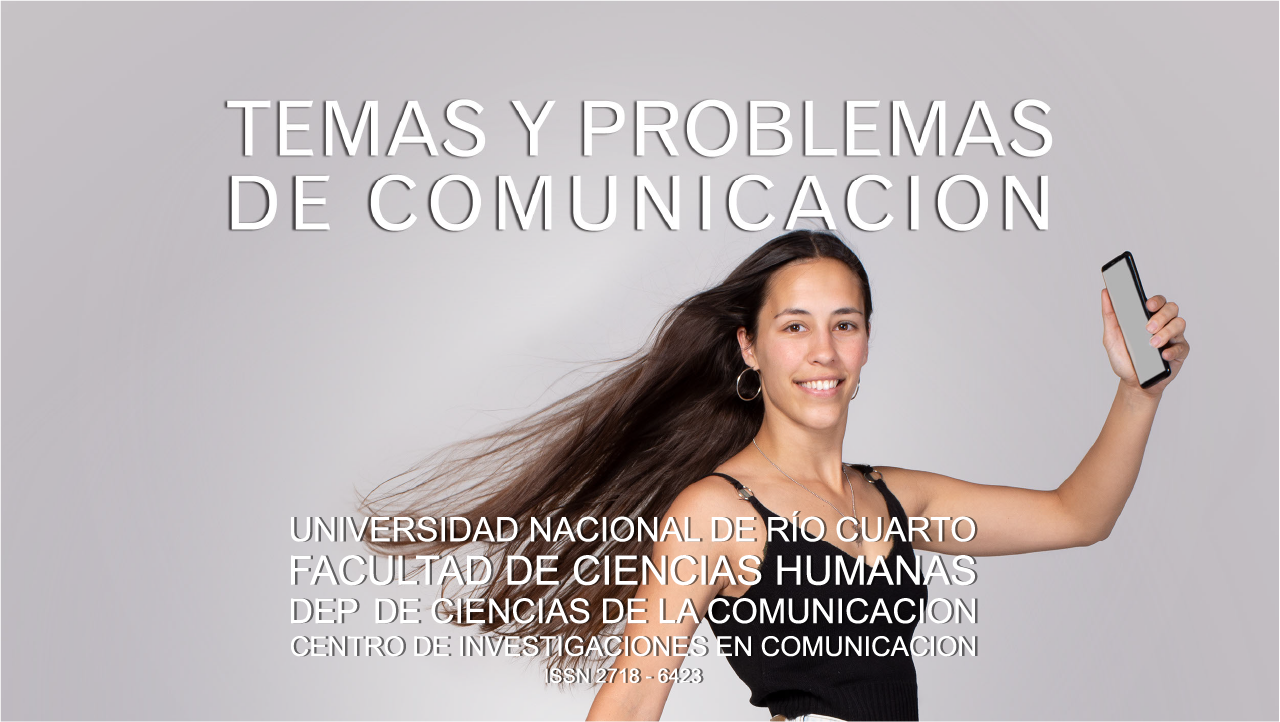 TEMAS Y PROBLEMAS
DE COMUNICACION
UNIVERSIDAD NACIONAL DE RÍO CUARTO
FACULTAD DE CIENCIAS HUMANAS
DEP DE CIENCIAS DE LA COMUNICACION
CENTRO DE INVESTIGACIONES EN COMUNICACION
ISSN 2718 - 6423